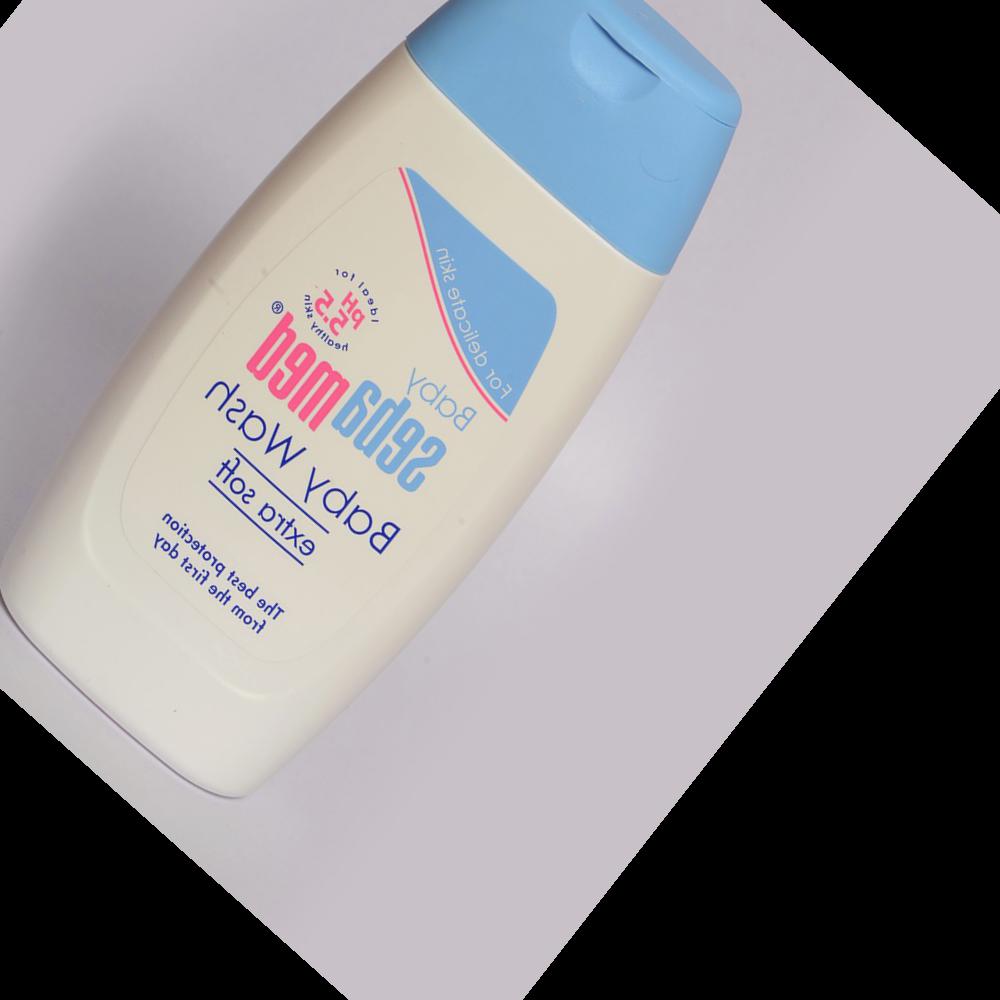 For delicate skin
Ideal for
pH
5.5
healthy skin
Baby
sebamed®
Baby Wash
extra soft
The best protection
from the first day